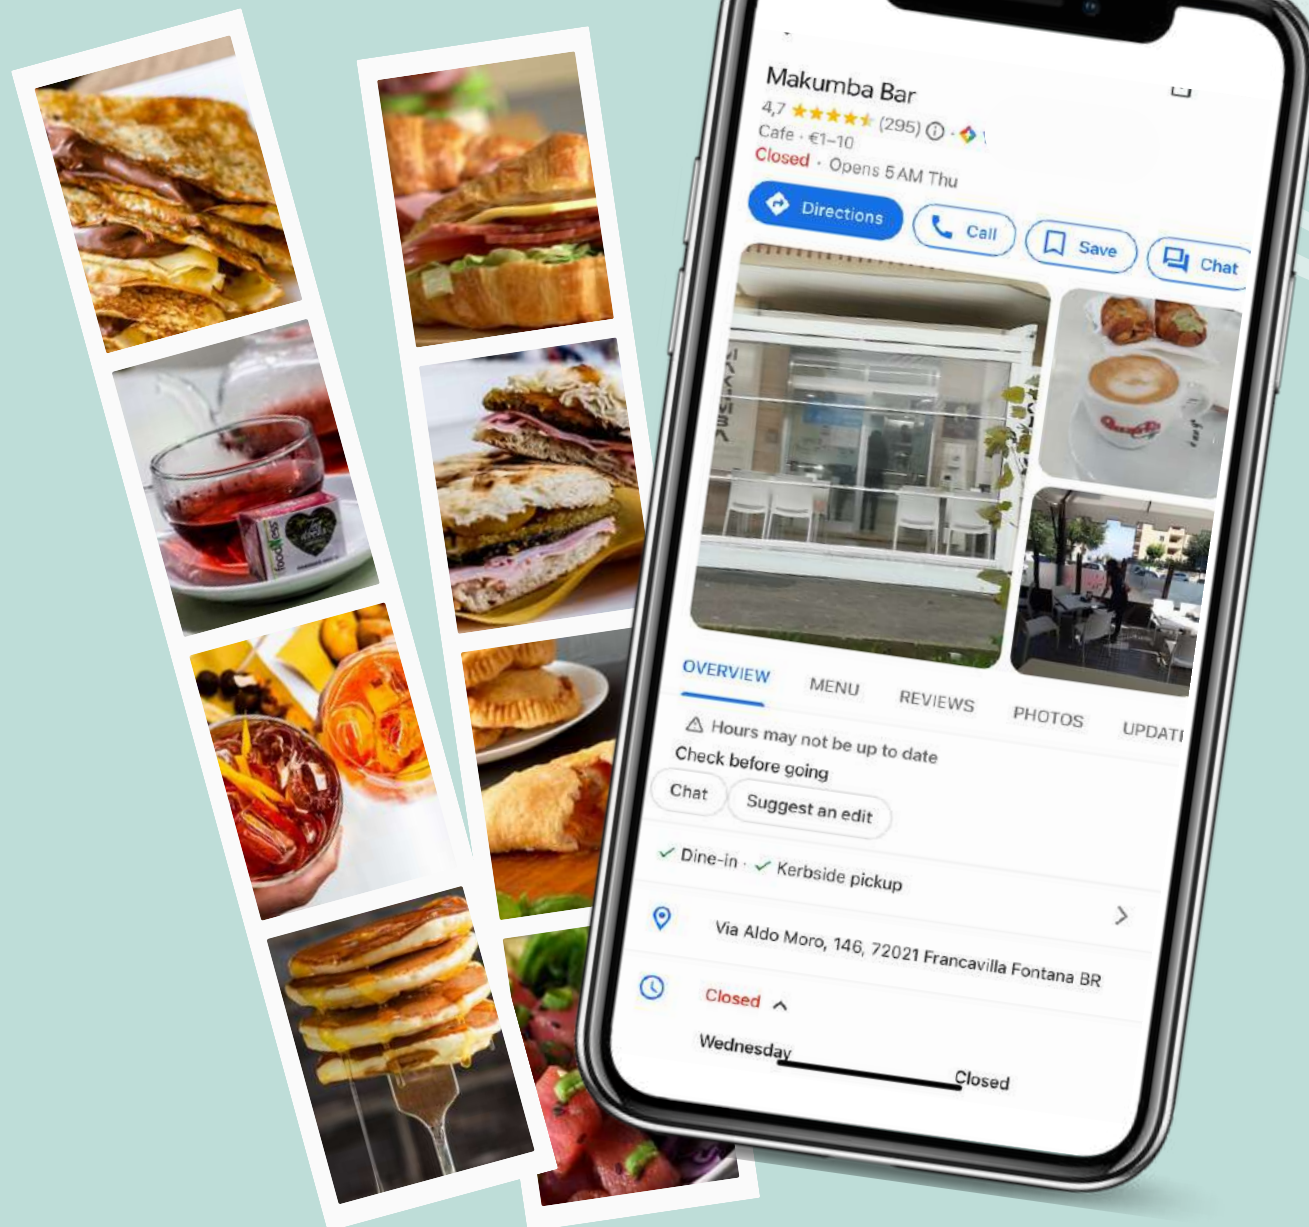 Makumba Bar
4,7 (295)
Cafe · €1–10
Closed · Opens 5 AM Thu
Directions
Call
Save
Chat
OVERVIEW
MENU
REVIEWS
PHOTOS
Hours may not be up to date
Check before going
Chat
Suggest an edit
Dine-in · Kerbside pickup
Via Aldo Moro, 146, 72021 Francavilla Fontana BR
Closed
Wednesday
Closed
foodNess